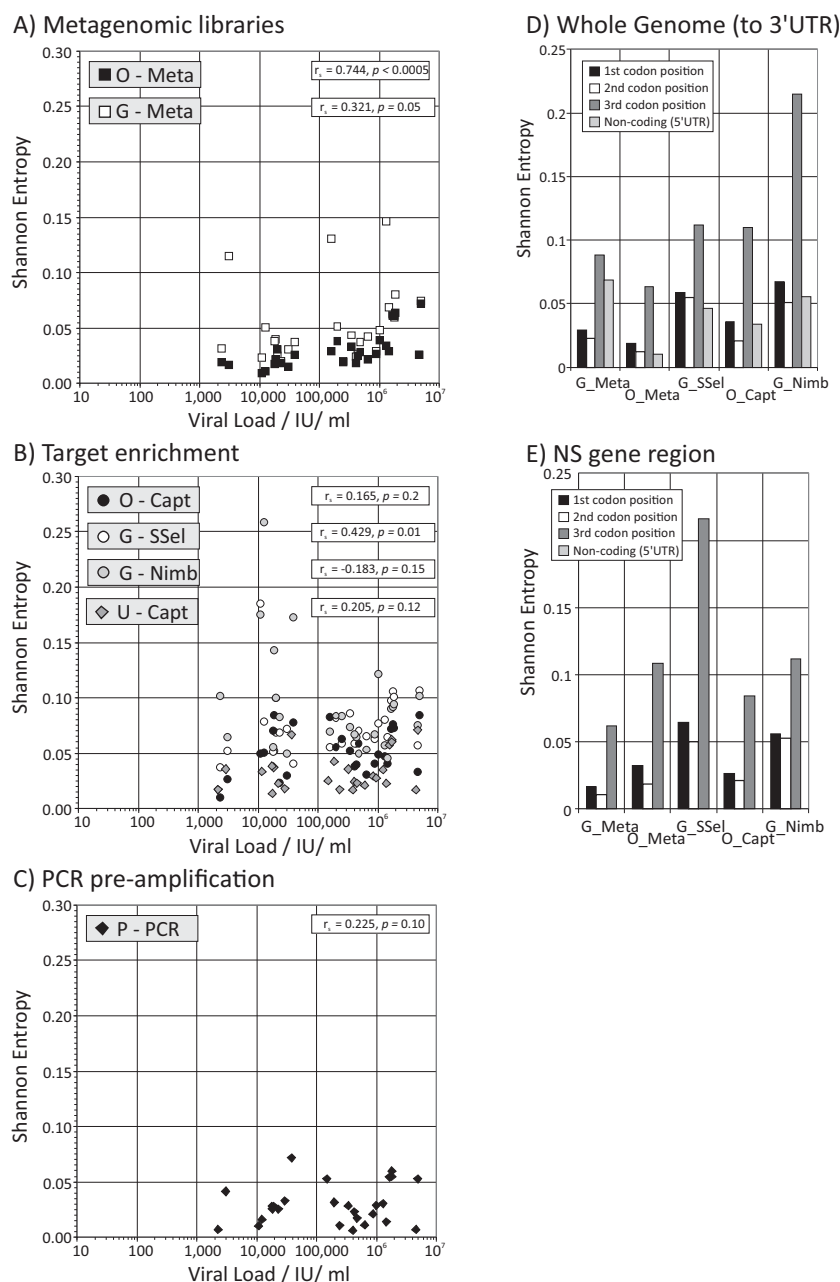 A) Metagenomic libraries
0.30
0.25
0.20
0.15
0.10
0.05
0.00
Shannon Entropy
O - Meta
G - Meta
rs = 0.744, p < 0.0005
rs = 0.321, p = 0.05
10 100 1,000 10,000 100,000 10⁶ 10⁷
Viral Load / IU/ ml
B) Target enrichment
0.30
0.25
0.20
0.15
0.10
0.05
0.00
Shannon Entropy
O - Capt
G - SSel
G - Nimb
U - Capt
rs = 0.165, p = 0.2
rs = 0.429, p = 0.01
rs = -0.183, p = 0.15
rs = 0.205, p = 0.12
10 100 1,000 10,000 100,000 10⁶ 10⁷
Viral Load / IU/ ml
C) PCR pre-amplification
0.30
0.25
0.20
0.15
0.10
0.05
0.00
Shannon Entropy
P - PCR
rs = 0.225, p = 0.10
10 100 1,000 10,000 100,000 10⁶ 10⁷
Viral Load / IU/ ml
D) Whole Genome (to 3'UTR)
0.25
0.2
0.15
0.1
0.05
0
Shannon Entropy
1st codon position
2nd codon position
3rd codon position
Non-coding (5'UTR)
G_Meta O_Meta G_SSel O_Capt G_Nimb
E) NS gene region
0.25
0.2
0.15
0.1
0.05
0
Shannon Entropy
1st codon position
2nd codon position
3rd codon position
Non-coding (5'UTR)
G_Meta O_Meta G_SSel O_Capt G_Nimb